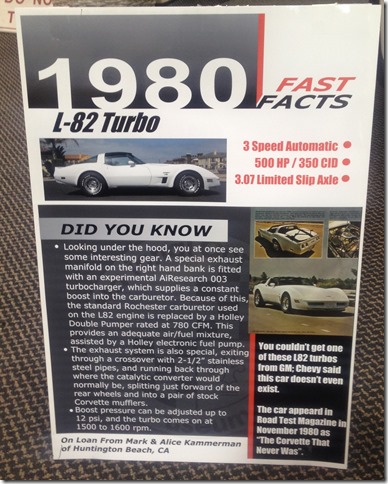 DO NO
T
1980
FAST
FACTS
L-82 Turbo
3 Speed Automatic
500 HP / 350 CID
3.07 Limited Slip Axle
DID YOU KNOW
• Looking under the hood, you at once see
some interesting gear. A special exhaust
manifold on the right hand bank is fitted
with an experimental AiResearch 003
turbocharger, which supplies a constant
boost into the carburetor. Because of this,
the standard Rochester carburetor used
on the L82 engine is replaced by a Holley
Double Pumper rated at 780 CFM. This
provides an adequate air/fuel mixture,
assisted by a Holley electronic fuel pump.
• The exhaust system is also special, exiting
through a crossover with 2-1/2" stainless
steel pipes, and running back through
where the catalytic converter would
normally be, splitting just forward of the
rear wheels and into a pair of stock
Corvette mufflers.
• Boost pressure can be adjusted up to
12 psi, and the turbo comes on at
1500 to 1600 rpm.
On Loan From Mark & Alice Kammerman
of Huntington Beach, CA
You couldn't get one
of these L82 turbos
from GM; Chevy said
this car doesn't even
exist.
The car appeard in
Road Test Magazine in
November 1980 as
"The Corvette That
Never Was".